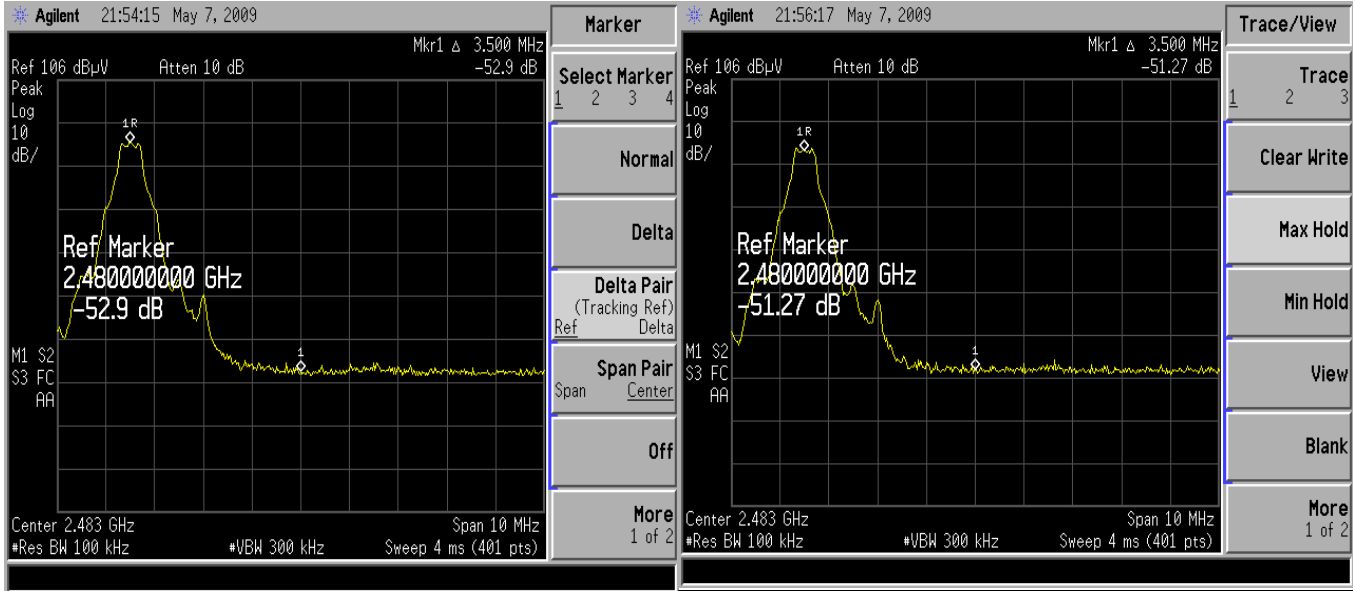 Agilent 21:54:15 May 7, 2009
Mkr1 Δ 3.500 MHz
Ref 106 dBµV Atten 10 dB -52.9 dB
Peak
Log
10
dB/
1R
Ref Marker
2.480000000 GHz
-52.9 dB
1
M1 S2
S3 FC
AA
Center 2.483 GHz Span 10 MHz
#Res BW 100 kHz #VBW 300 kHz Sweep 4 ms (401 pts)
Marker
Select Marker
1 2 3 4
Normal
Delta
Delta Pair
(Tracking Ref)
Ref Delta
Span Pair
Span Center
Off
More
1 of 2
Agilent 21:56:17 May 7, 2009
Mkr1 Δ 3.500 MHz
Ref 106 dBµV Atten 10 dB -51.27 dB
Peak
Log
10
dB/
1R
Ref Marker
2.480000000 GHz
-51.27 dB
1
M1 S2
S3 FC
AA
Center 2.483 GHz Span 10 MHz
#Res BW 100 kHz #VBW 300 kHz Sweep 4 ms (401 pts)
Trace/View
Trace
1 2 3
Clear Write
Max Hold
Min Hold
View
Blank
More
1 of 2